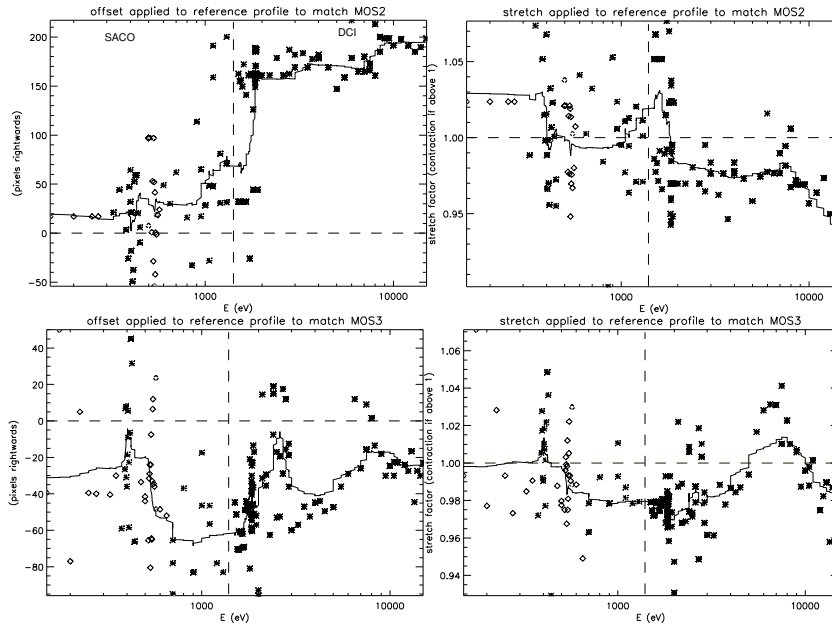 offset applied to reference profile to match MOS2
SACO
DCI
(pixels rightwards)
200
150
100
50
0
-50
1000
10000
E (eV)
stretch applied to reference profile to match MOS2
stretch factor (contraction if above 1)
1.05
1.00
0.95
1000
10000
E (eV)
offset applied to reference profile to match MOS3
(pixels rightwards)
40
20
0
-20
-40
-60
-80
1000
10000
E (eV)
stretch applied to reference profile to match MOS3
stretch factor (contraction if above 1)
1.06
1.04
1.02
1.00
0.98
0.96
0.94
1000
10000
E (eV)